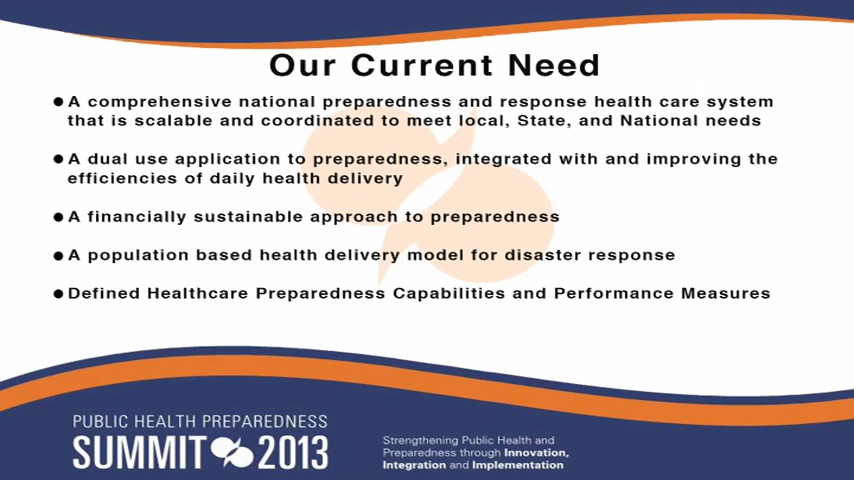 Our Current Need
● A comprehensive national preparedness and response health care system
that is scalable and coordinated to meet local, State, and National needs
● A dual use application to preparedness, integrated with and improving the
efficiencies of daily health delivery
● A financially sustainable approach to preparedness
● A population based health delivery model for disaster response
● Defined Healthcare Preparedness Capabilities and Performance Measures
PUBLIC HEALTH PREPAREDNESS
SUMMIT 2013
Strengthening Public Health and
Preparedness through Innovation,
Integration and Implementation